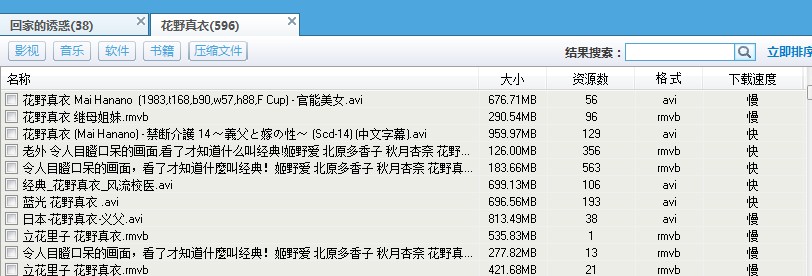 回家的诱惑(38)
花野真衣(596)
影视 音乐 软件 书籍 压缩文件 结果搜索： 立即排序
名称 大小 资源数 格式 下载速度
花野真衣 Mai Hanano (1983,t168,b90,w57,h88,F Cup) - 官能美女.avi 676.71MB 56 avi 慢
花野真衣 继母姐妹.rmvb 290.54MB 96 rmvb 慢
花野真衣 (Mai Hanano) - 禁断介護 14～義父と嫁の性～ (Scd-14) (中文字幕).avi 959.97MB 129 avi 快
老外 令人目瞪口呆的画面.看了才知道什么叫经典!姬野爱 北原多香子 秋月杏奈 花野... 126.00MB 356 rmvb 快
令人目瞪口呆的画面，看了才知道什麼叫经典！姬野爱 北原多香子 秋月杏奈 花野真... 183.66MB 563 rmvb 快
经典_花野真衣_风流校医.avi 699.13MB 106 avi 快
蓝光 花野真衣 .avi 696.56MB 193 avi 快
日本-花野真衣-义父.avi 813.49MB 38 avi 慢
立花里子 花野真衣.rmvb 535.83MB 1 rmvb 慢
令人目瞪口呆的画面，看了才知道什麼叫经典！姬野爱 北原多香子 秋月杏奈 花野真... 277.82MB 13 rmvb 慢
立花里子 花野真衣.rmvb 421.68MB 21 rmvb 慢